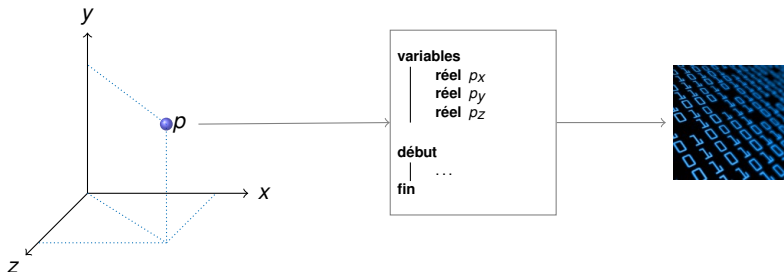 y
p
x
z
variables
réel px
réel py
réel pz
début
...
fin